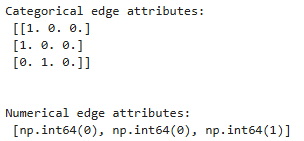 Categorical edge attributes:
[[1. 0. 0.]
[1. 0. 0.]
[0. 1. 0.]]
Numerical edge attributes:
[np.int64(0), np.int64(0), np.int64(1)]